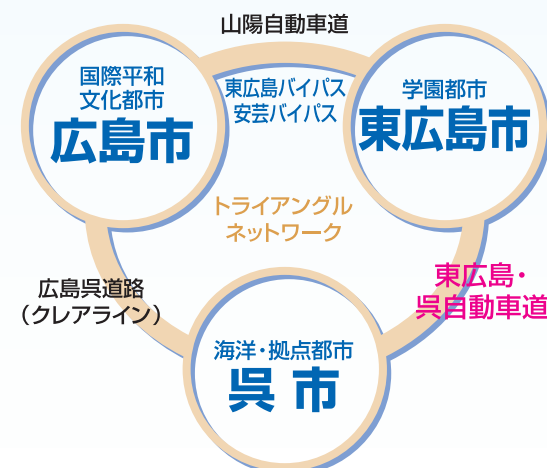 山陽自動車道
国際平和
文化都市
広島市
東広島バイパス
安芸バイパス
学園都市
東広島市
トライアングル
ネットワーク
広島呉道路
（クレアライン）
東広島・
呉自動車道
海洋・拠点都市
呉市